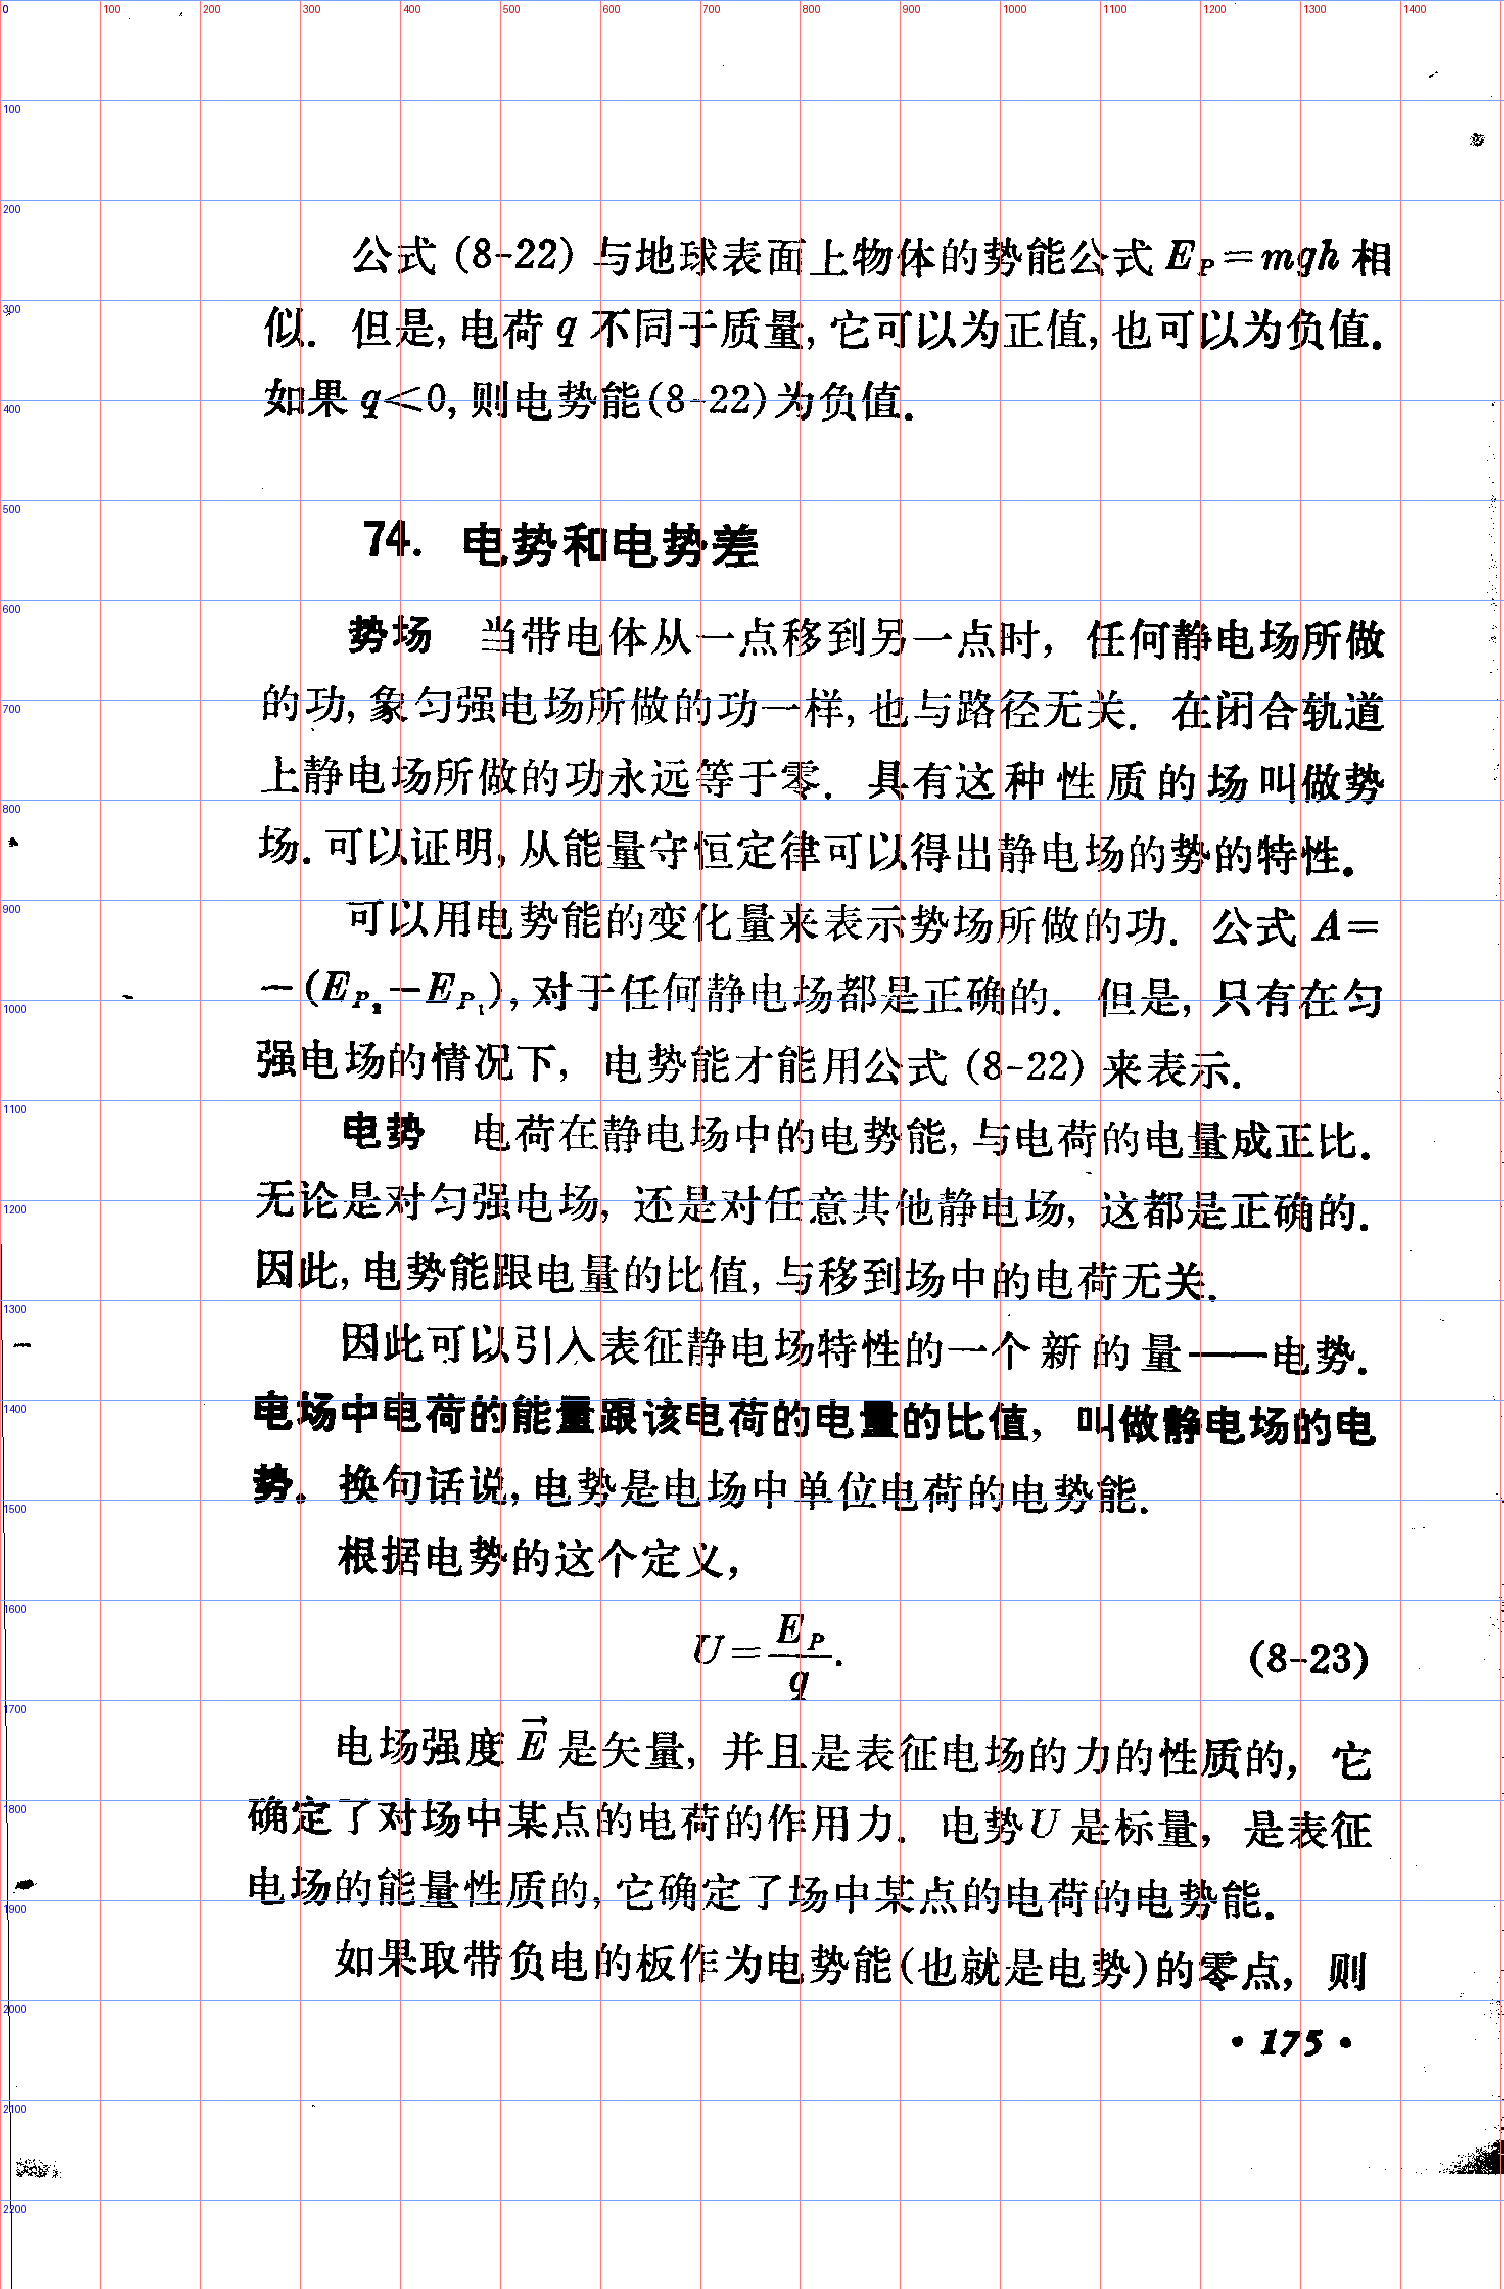 公式 (8-22) 与地球表面上物体的势能公式 E_P=mgh 相
似. 但是, 电荷 q 不同于质量, 它可以为正值, 也可以为负值.
如果 q<0, 则电势能(8-22)为负值.
74. 电势和电势差
势场 当带电体从一点移到另一点时, 任何静电场所做
的功, 象匀强电场所做的功一样, 也与路径无关. 在闭合轨道
上静电场所做的功永远等于零. 具有这种性质的场叫做势
场. 可以证明, 从能量守恒定律可以得出静电场的势的特性.
可以用电势能的变化量来表示势场所做的功. 公式 A=
-(E_{P_2}-E_{P_1}), 对于任何静电场都是正确的. 但是, 只有在匀
强电场的情况下, 电势能才能用公式 (8-22) 来表示.
电势 电荷在静电场中的电势能, 与电荷的电量成正比.
无论是对匀强电场, 还是对任意其他静电场, 这都是正确的.
因此, 电势能跟电量的比值, 与移到场中的电荷无关.
因此可以引入表征静电场特性的一个新的量——电势.
电场中电荷的能量跟该电荷的电量的比值, 叫做静电场的电
势. 换句话说, 电势是电场中单位电荷的电势能.
根据电势的这个定义,
U=E_P/q. (8-23)
电场强度 \vec{E} 是矢量, 并且是表征电场的力的性质的, 它
确定了对场中某点的电荷的作用力. 电势 U 是标量, 是表征
电场的能量性质的, 它确定了场中某点的电荷的电势能.
如果取带负电的板作为电势能(也就是电势)的零点, 则
• 175 •